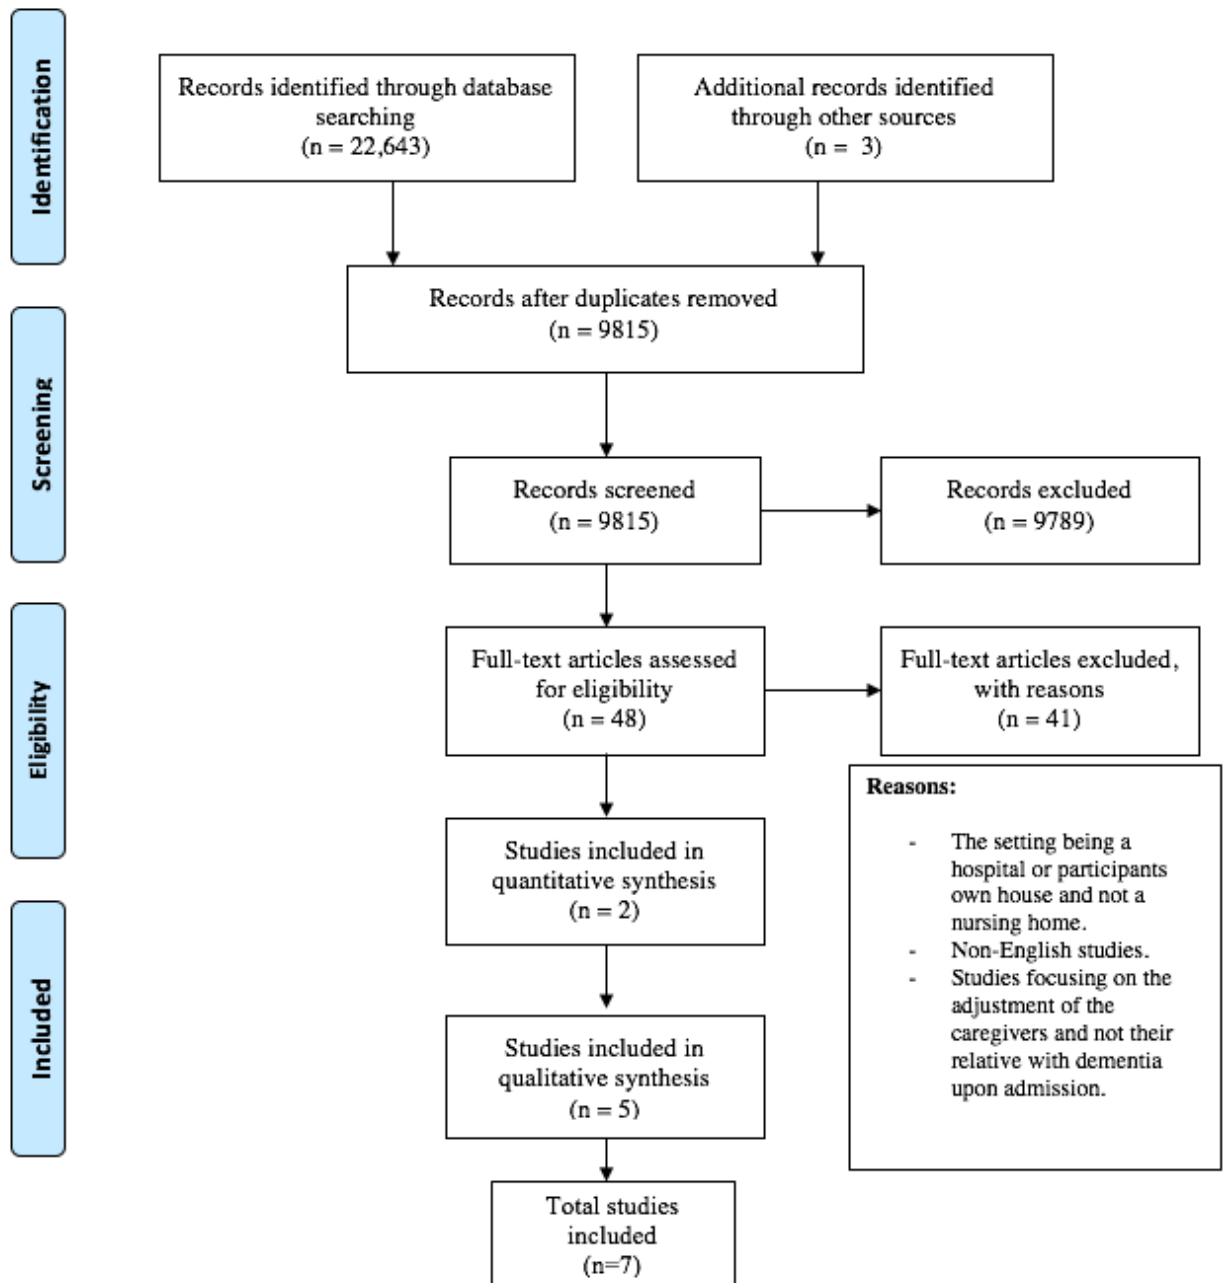 Identification
Records identified through database
searching
(n = 22,643)
Additional records identified
through other sources
(n =  3)
Records after duplicates removed
(n = 9815)
Screening
Records screened
(n = 9815)
Records excluded
(n = 9789)
Eligibility
Full-text articles assessed
for eligibility
(n = 48)
Full-text articles excluded,
with reasons
(n = 41)
Reasons:
- The setting being a
hospital or participants
own house and not a
nursing home.
- Non-English studies.
- Studies focusing on the
adjustment of the
caregivers and not their
relative with dementia
upon admission.
Studies included in
quantitative synthesis
(n = 2)
Included
Studies included in
qualitative synthesis
(n = 5)
Total studies
included
(n=7)